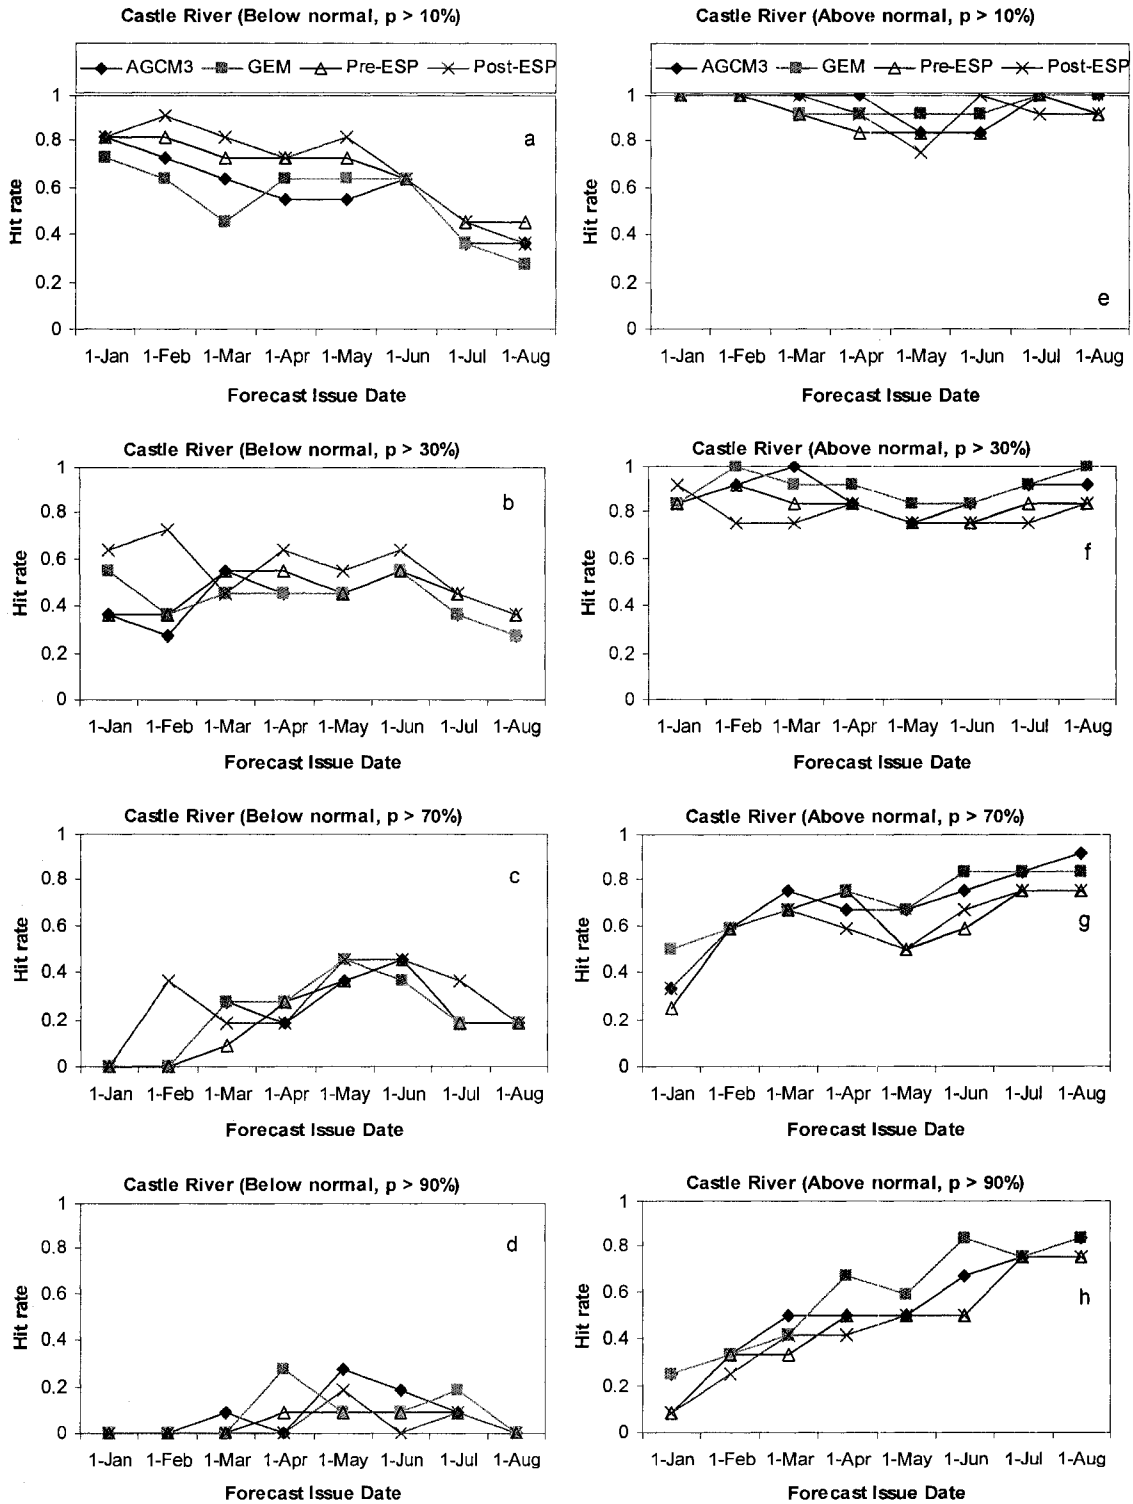 Castle River (Below normal, p > 10%)
AGCM3 GEM Pre-ESP Post-ESP
1
0.8
0.6
0.4
0.2
0
Hit rate
a
1-Jan 1-Feb 1-Mar 1-Apr 1-May 1-Jun 1-Jul 1-Aug
Forecast Issue Date
Castle River (Above normal, p > 10%)
AGCM3 GEM Pre-ESP Post-ESP
1
0.8
0.6
0.4
0.2
0
Hit rate
e
1-Jan 1-Feb 1-Mar 1-Apr 1-May 1-Jun 1-Jul 1-Aug
Forecast Issue Date
Castle River (Below normal, p > 30%)
1
0.8
0.6
0.4
0.2
0
Hit rate
b
1-Jan 1-Feb 1-Mar 1-Apr 1-May 1-Jun 1-Jul 1-Aug
Forecast Issue Date
Castle River (Above normal, p > 30%)
1
0.8
0.6
0.4
0.2
0
Hit rate
f
1-Jan 1-Feb 1-Mar 1-Apr 1-May 1-Jun 1-Jul 1-Aug
Forecast Issue Date
Castle River (Below normal, p > 70%)
1
0.8
0.6
0.4
0.2
0
Hit rate
c
1-Jan 1-Feb 1-Mar 1-Apr 1-May 1-Jun 1-Jul 1-Aug
Forecast Issue Date
Castle River (Above normal, p > 70%)
1
0.8
0.6
0.4
0.2
0
Hit rate
g
1-Jan 1-Feb 1-Mar 1-Apr 1-May 1-Jun 1-Jul 1-Aug
Forecast Issue Date
Castle River (Below normal, p > 90%)
1
0.8
0.6
0.4
0.2
0
Hit rate
d
1-Jan 1-Feb 1-Mar 1-Apr 1-May 1-Jun 1-Jul 1-Aug
Forecast Issue Date
Castle River (Above normal, p > 90%)
1
0.8
0.6
0.4
0.2
0
Hit rate
h
1-Jan 1-Feb 1-Mar 1-Apr 1-May 1-Jun 1-Jul 1-Aug
Forecast Issue Date